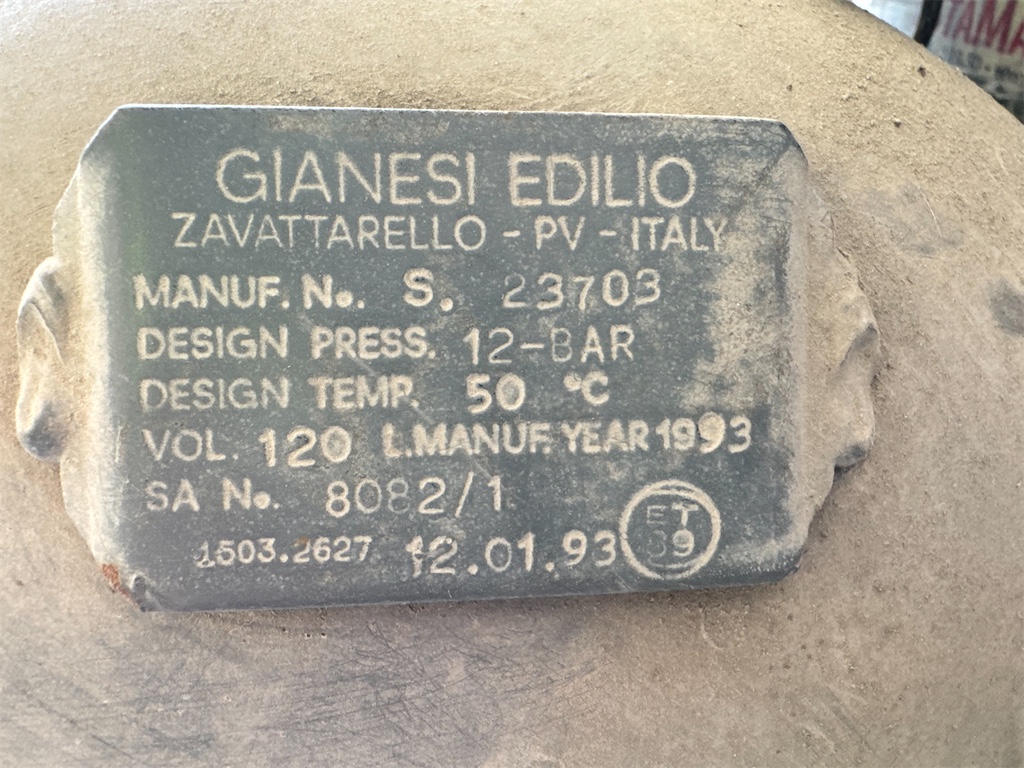 GIANESI EDILIO
ZAVATTARELLO - PV - ITALY
MANUF. No. S. 23703
DESIGN PRESS. 12-BAR
DESIGN TEMP. 50 °C
VOL. 120 L. MANUF. YEAR 1993
SA No. 8082/1
1503.2627 12.01.93
ET
9